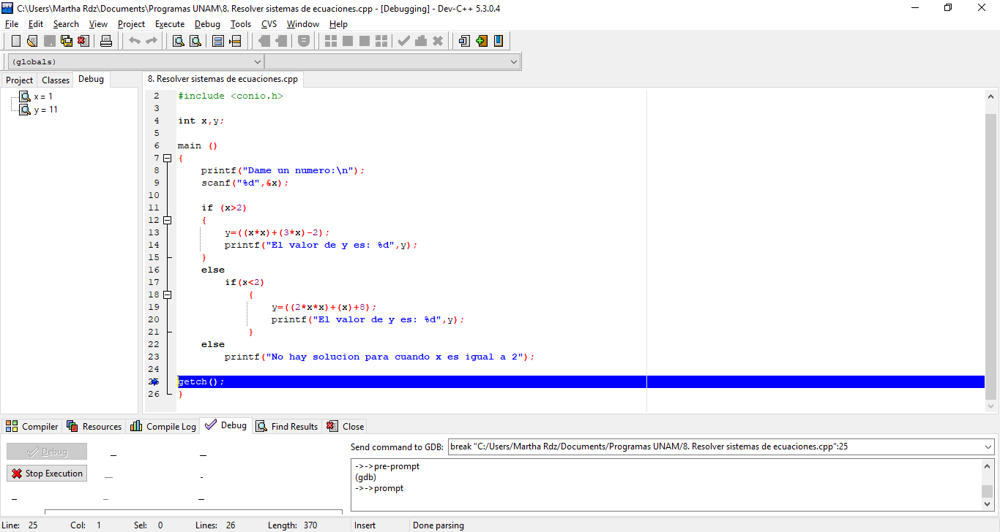 C:\Users\Martha Rdz\Documents\Programas UNAM\8. Resolver sistemas de ecuaciones.cpp - [Debugging] - Dev-C++ 5.3.0.4
File Edit Search View Project Execute Debug Tools CVS Window Help
(globals)
Project Classes Debug
8. Resolver sistemas de ecuaciones.cpp
x = 1
y = 11
2 #include <conio.h>
3
4 int x,y;
5
6 main ()
7 {
8 printf("Dame un numero:\n");
9 scanf("%d",&x);
10
11 if (x>2)
12 {
13 y=((x*x)+(3*x)-2);
14 printf("El valor de y es: %d",y);
15 }
16 else
17 if(x<2)
18 {
19 y=((2*x*x)+(x)+8);
20 printf("El valor de y es: %d",y);
21 }
22 else
23 printf("No hay solucion para cuando x es igual a 2");
24
25 getch();
26 }
Compiler Resources Compile Log Debug Find Results Close
Debug
Stop Execution
Send command to GDB: break "C:/Users/Martha Rdz/Documents/Programas UNAM/8. Resolver sistemas de ecuaciones.cpp":25
->->pre-prompt
(gdb)
->->prompt
Line: 25 Col: 1 Sel: 0 Lines: 26 Length: 370 Insert Done parsing